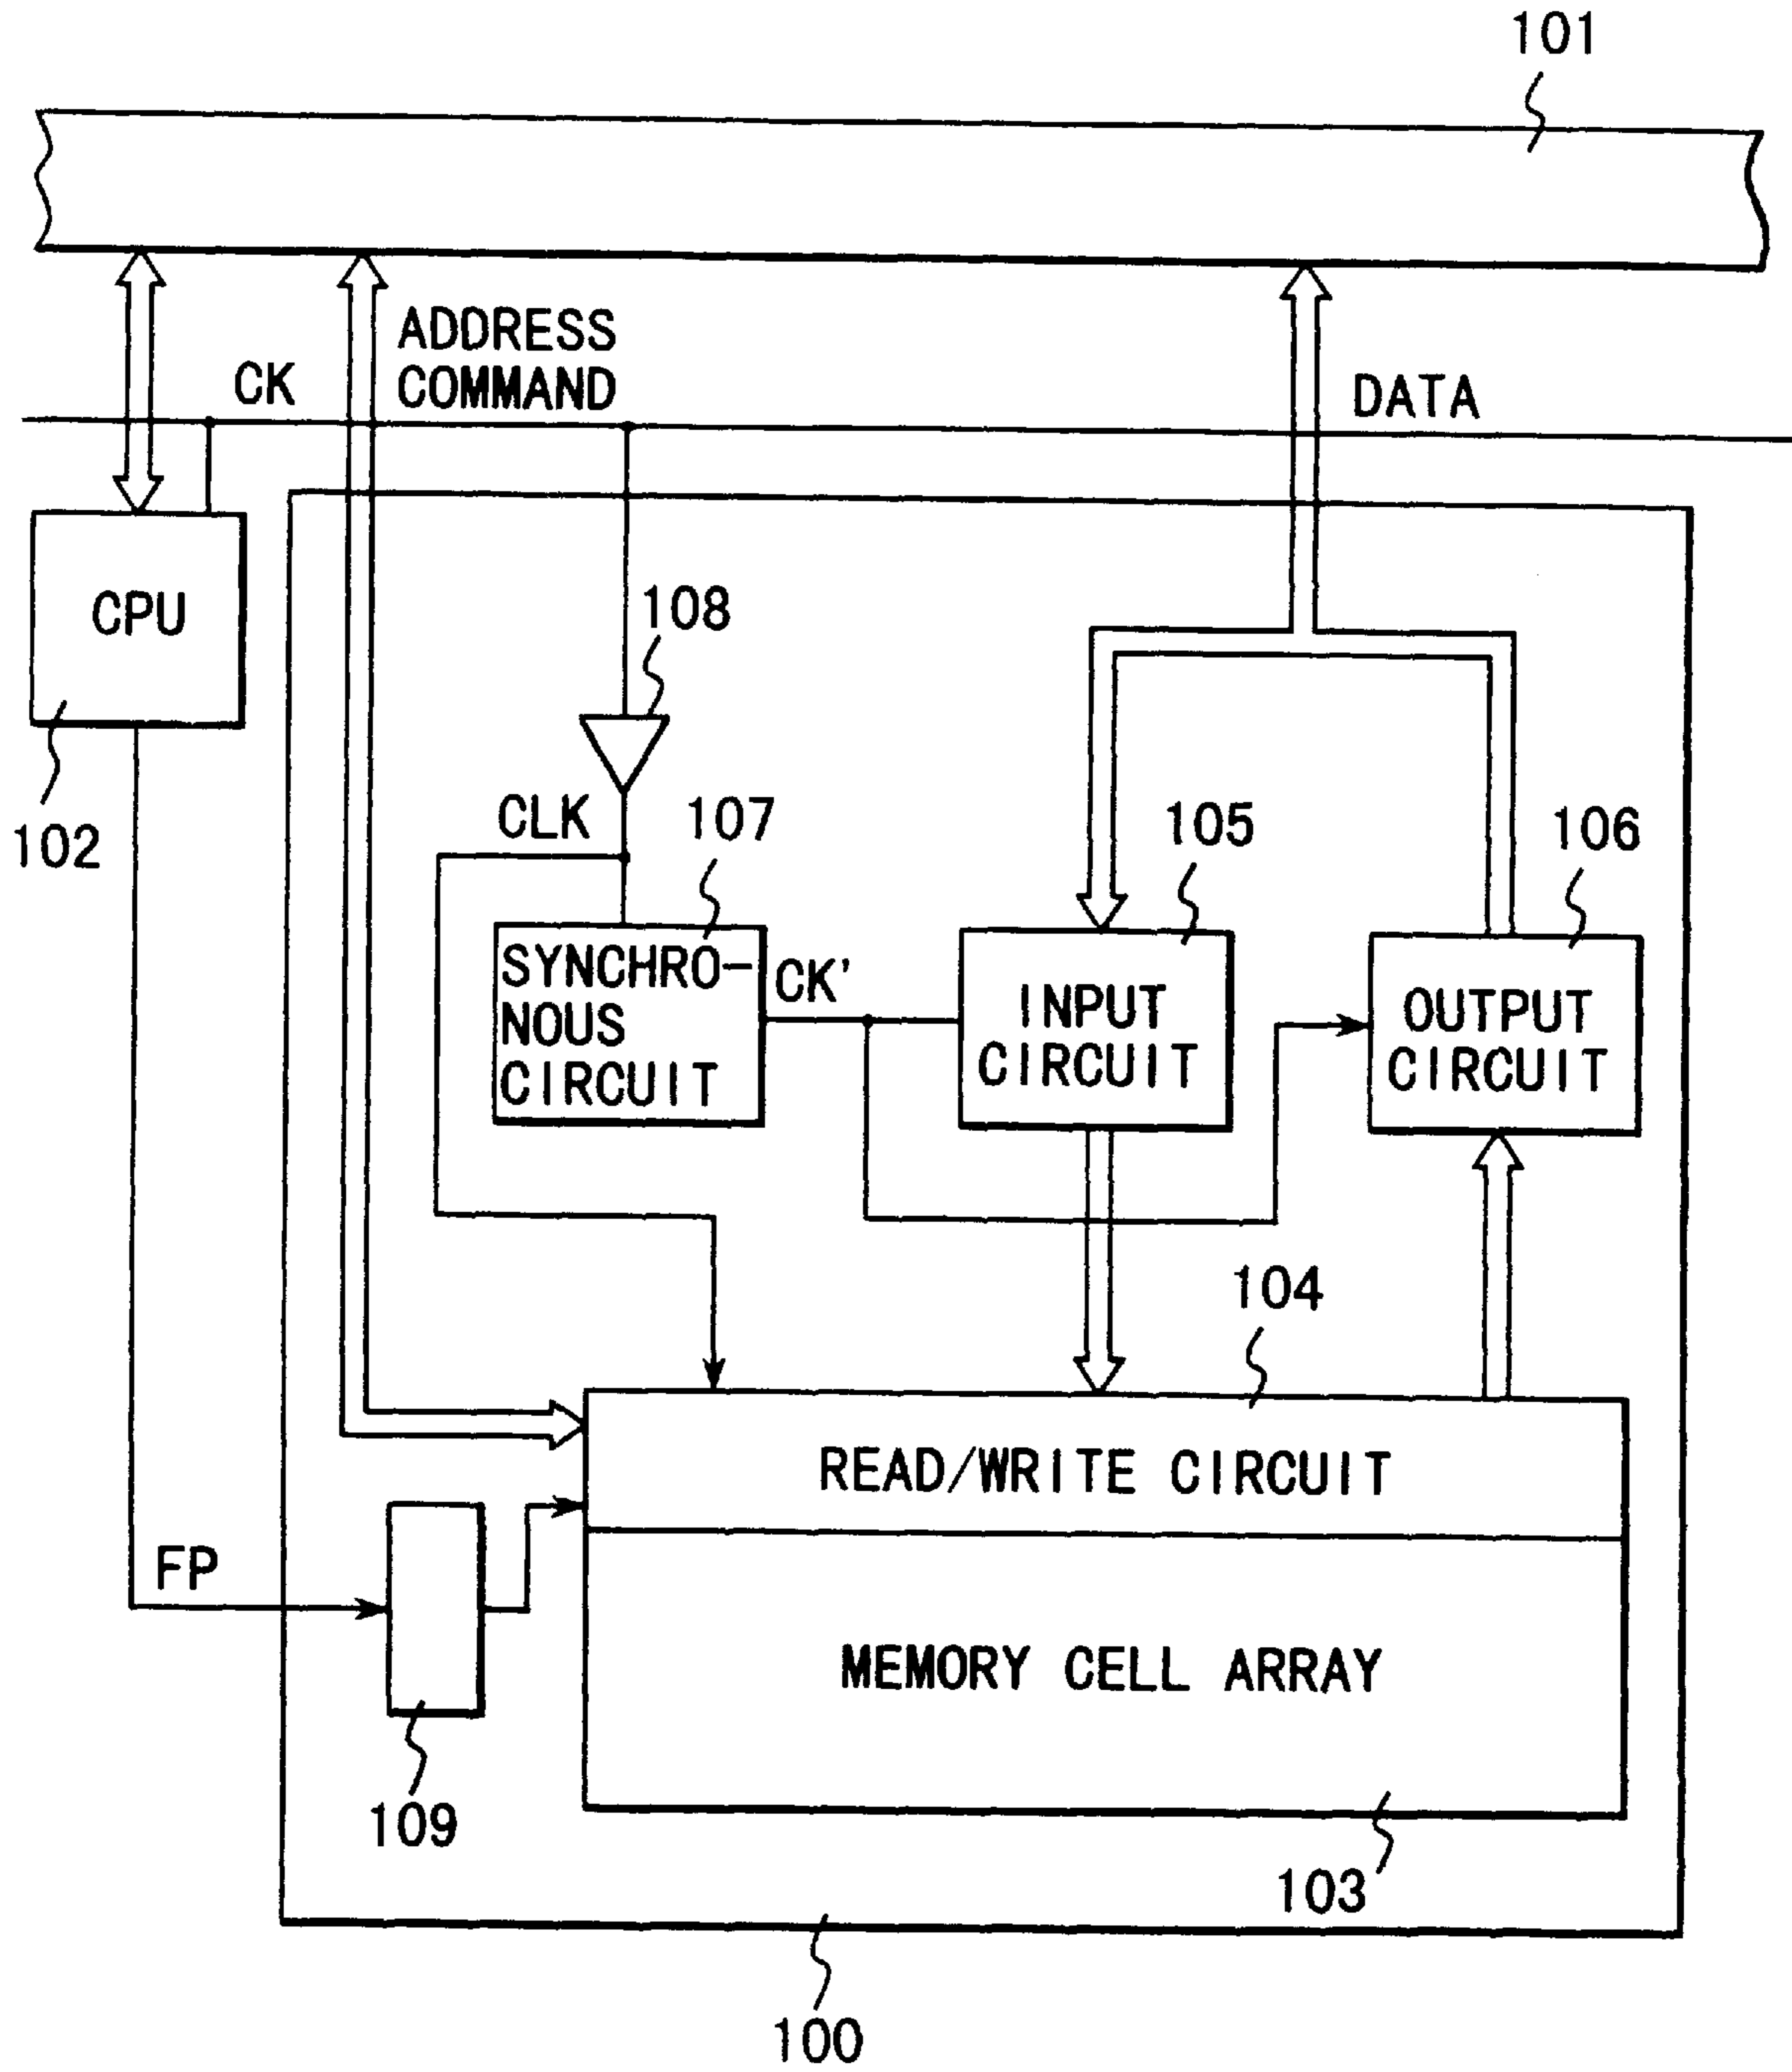 101
ADDRESS
COMMAND
CK
DATA
CPU
108
102
CLK
107
105
106
SYNCHRO-
NOUS
CIRCUIT
CK'
INPUT
CIRCUIT
OUTPUT
CIRCUIT
104
READ/WRITE CIRCUIT
FP
MEMORY CELL ARRAY
109
103
100